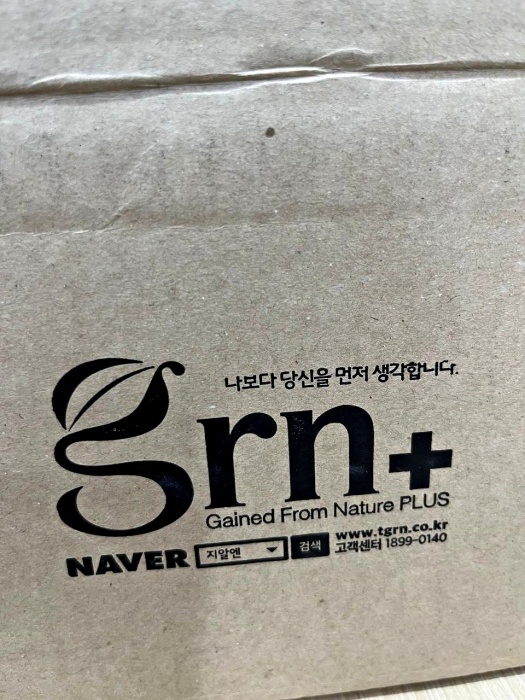 나보다 당신을 먼저 생각합니다.
grn+
Gained From Nature PLUS
NAVER 지알엔 검색
www.tgrn.co.kr
고객센터 1899-0140